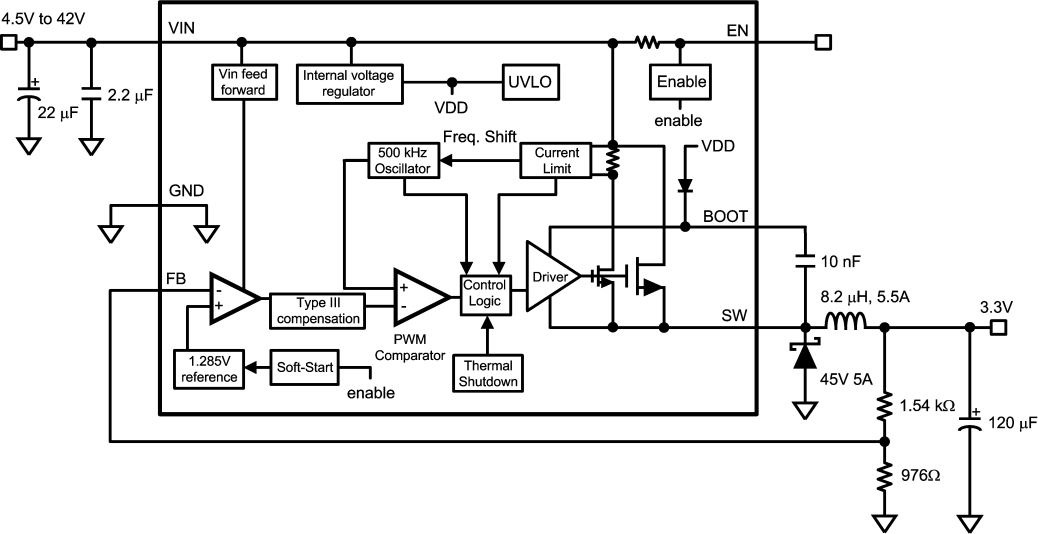 4.5V to 42V
VIN
EN
Vin feed
forward
Internal voltage
regulator
UVLO
Enable
+
22 µF
2.2 µF
VDD
enable
Freq. Shift
500 kHz
Oscillator
Current
Limit
VDD
GND
BOOT
FB
-
+
Type III
compensation
+
-
PWM
Comparator
Control
Logic
Driver
10 nF
8.2 µH, 5.5A
SW
3.3V
1.285V
reference
Soft-Start
enable
Thermal
Shutdown
45V 5A
1.54 kΩ
+
120 µF
976Ω